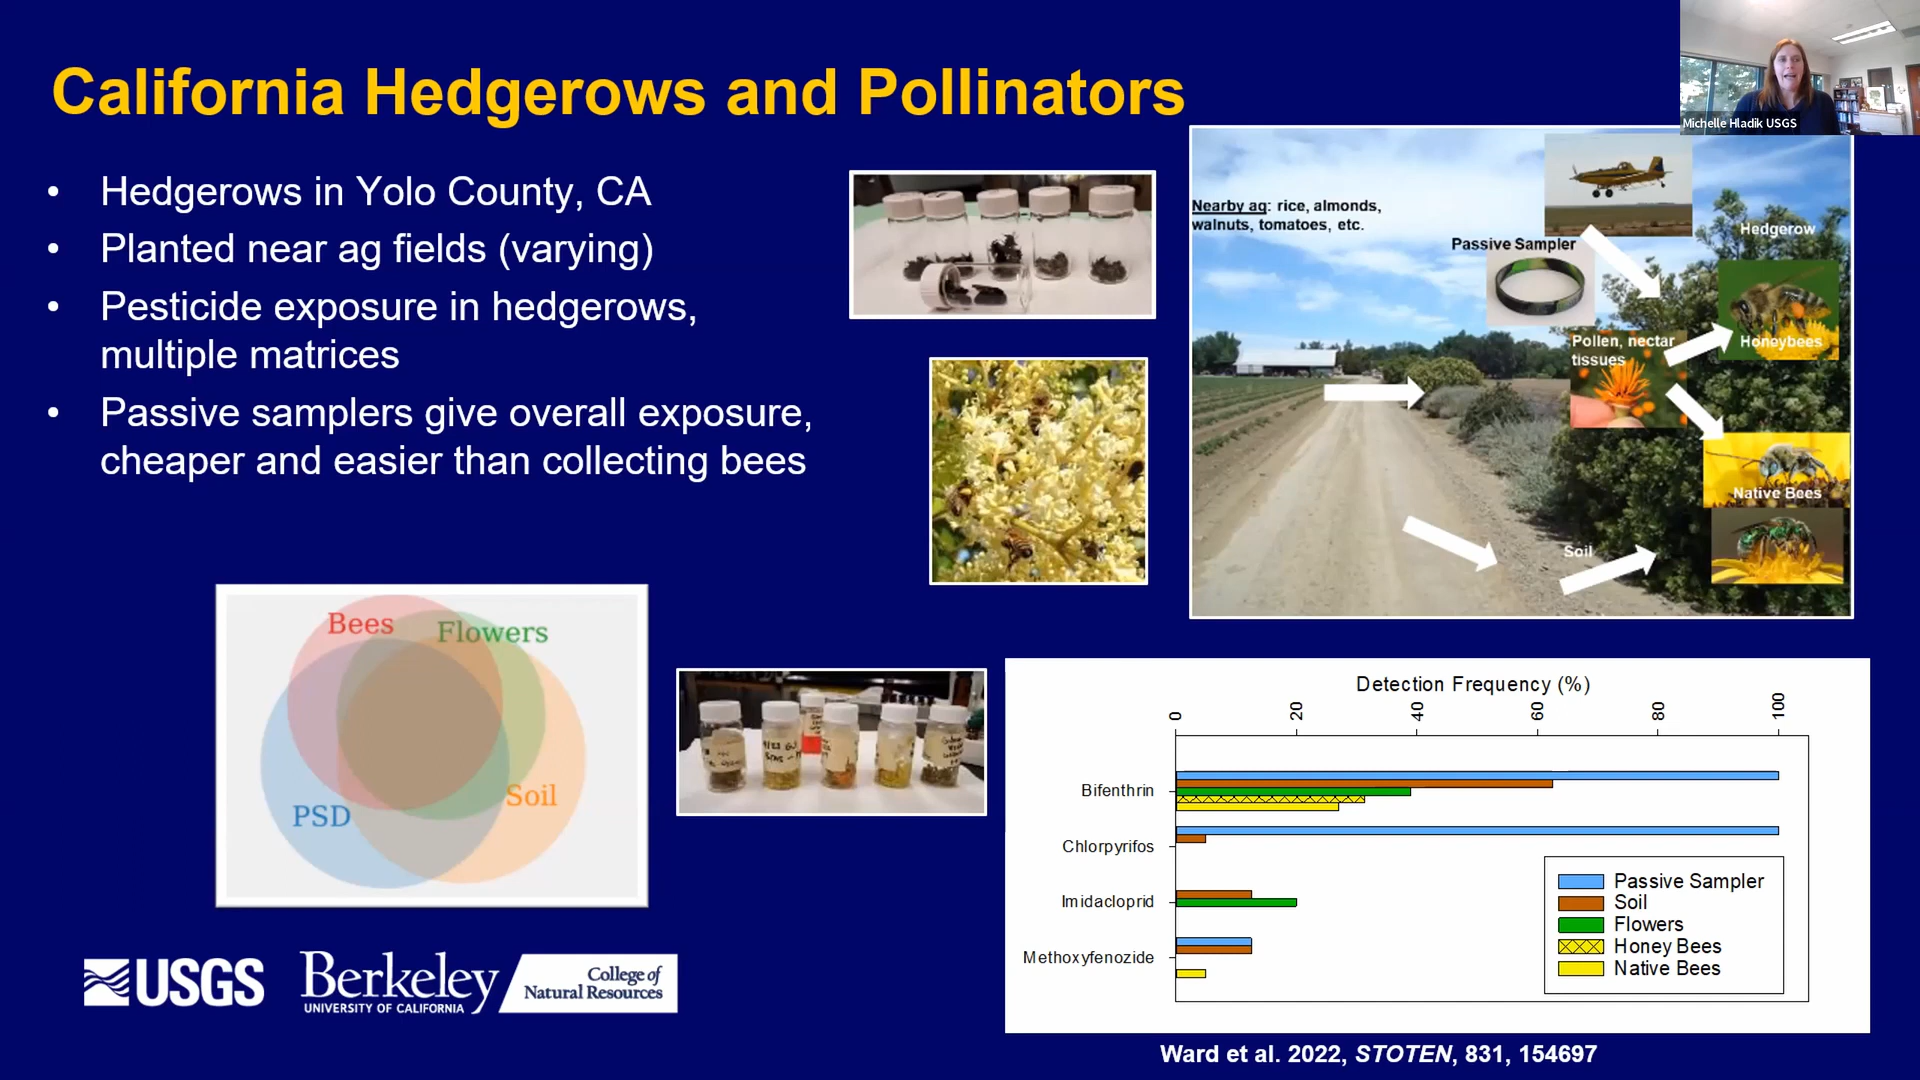 California Hedgerows and Pollinators
Michelle Hladik USGS
• Hedgerows in Yolo County, CA
• Planted near ag fields (varying)
• Pesticide exposure in hedgerows,
multiple matrices
• Passive samplers give overall exposure,
cheaper and easier than collecting bees
Nearby ag: rice, almonds,
walnuts, tomatoes, etc.
Passive Sampler
Hedgerow
Pollen, nectar
tissues
Honeybees
Native Bees
Soil
Bees
Flowers
PSD
Soil
Detection Frequency (%)
0 20 40 60 80 100
Bifenthrin
Chlorpyrifos
Imidacloprid
Methoxyfenozide
Passive Sampler
Soil
Flowers
Honey Bees
Native Bees
USGS
Berkeley
UNIVERSITY OF CALIFORNIA
College of
Natural Resources
Ward et al. 2022, STOTEN, 831, 154697